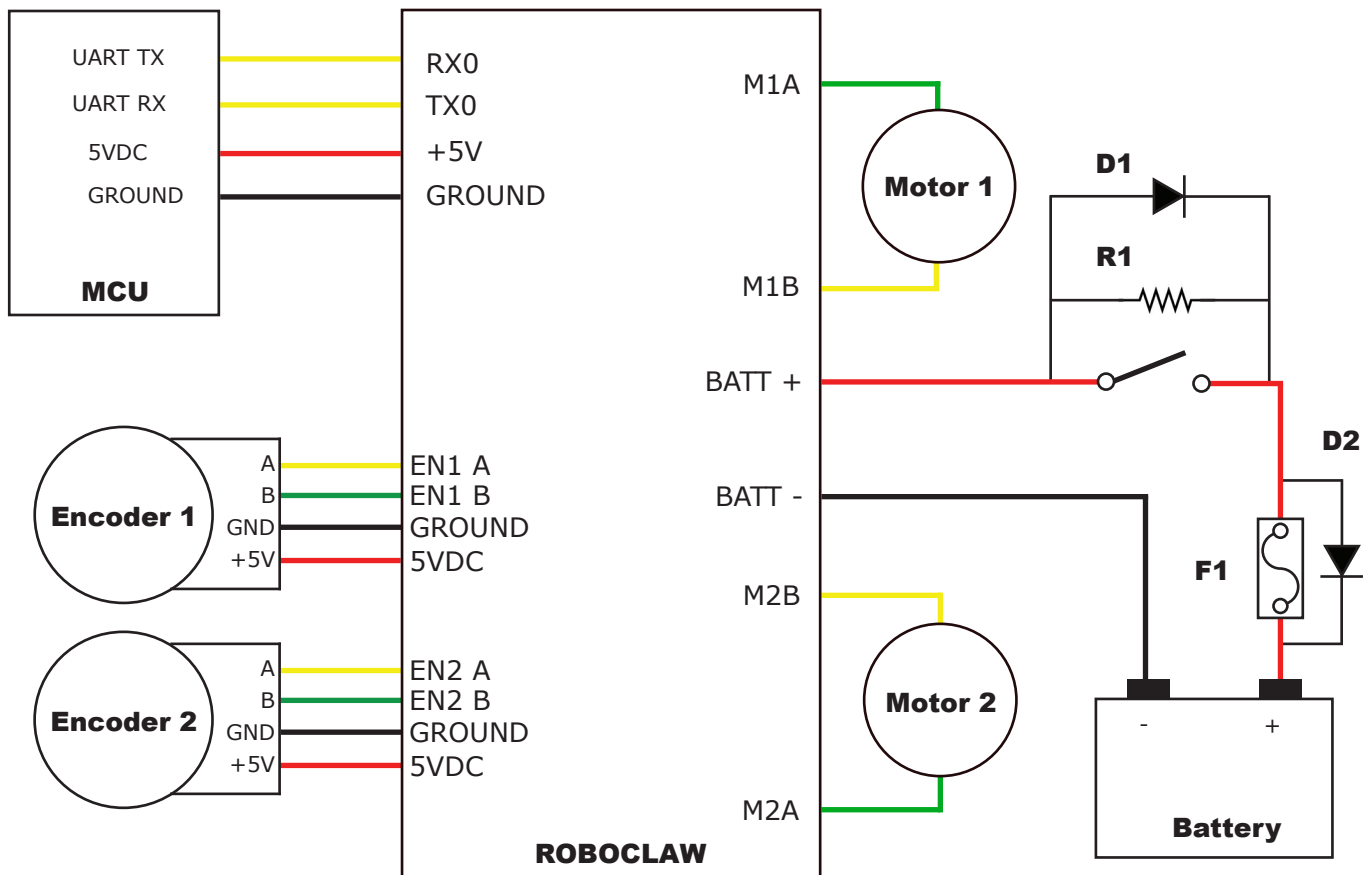 UART TX
UART RX
5VDC
GROUND
MCU
RX0
TX0
+5V
GROUND
M1A
Motor 1
M1B
D1
R1
BATT +
BATT -
D2
F1
A
B
GND
+5V
Encoder 1
EN1 A
EN1 B
GROUND
5VDC
A
B
GND
+5V
Encoder 2
EN2 A
EN2 B
GROUND
5VDC
M2B
Motor 2
M2A
- +
Battery
ROBOCLAW